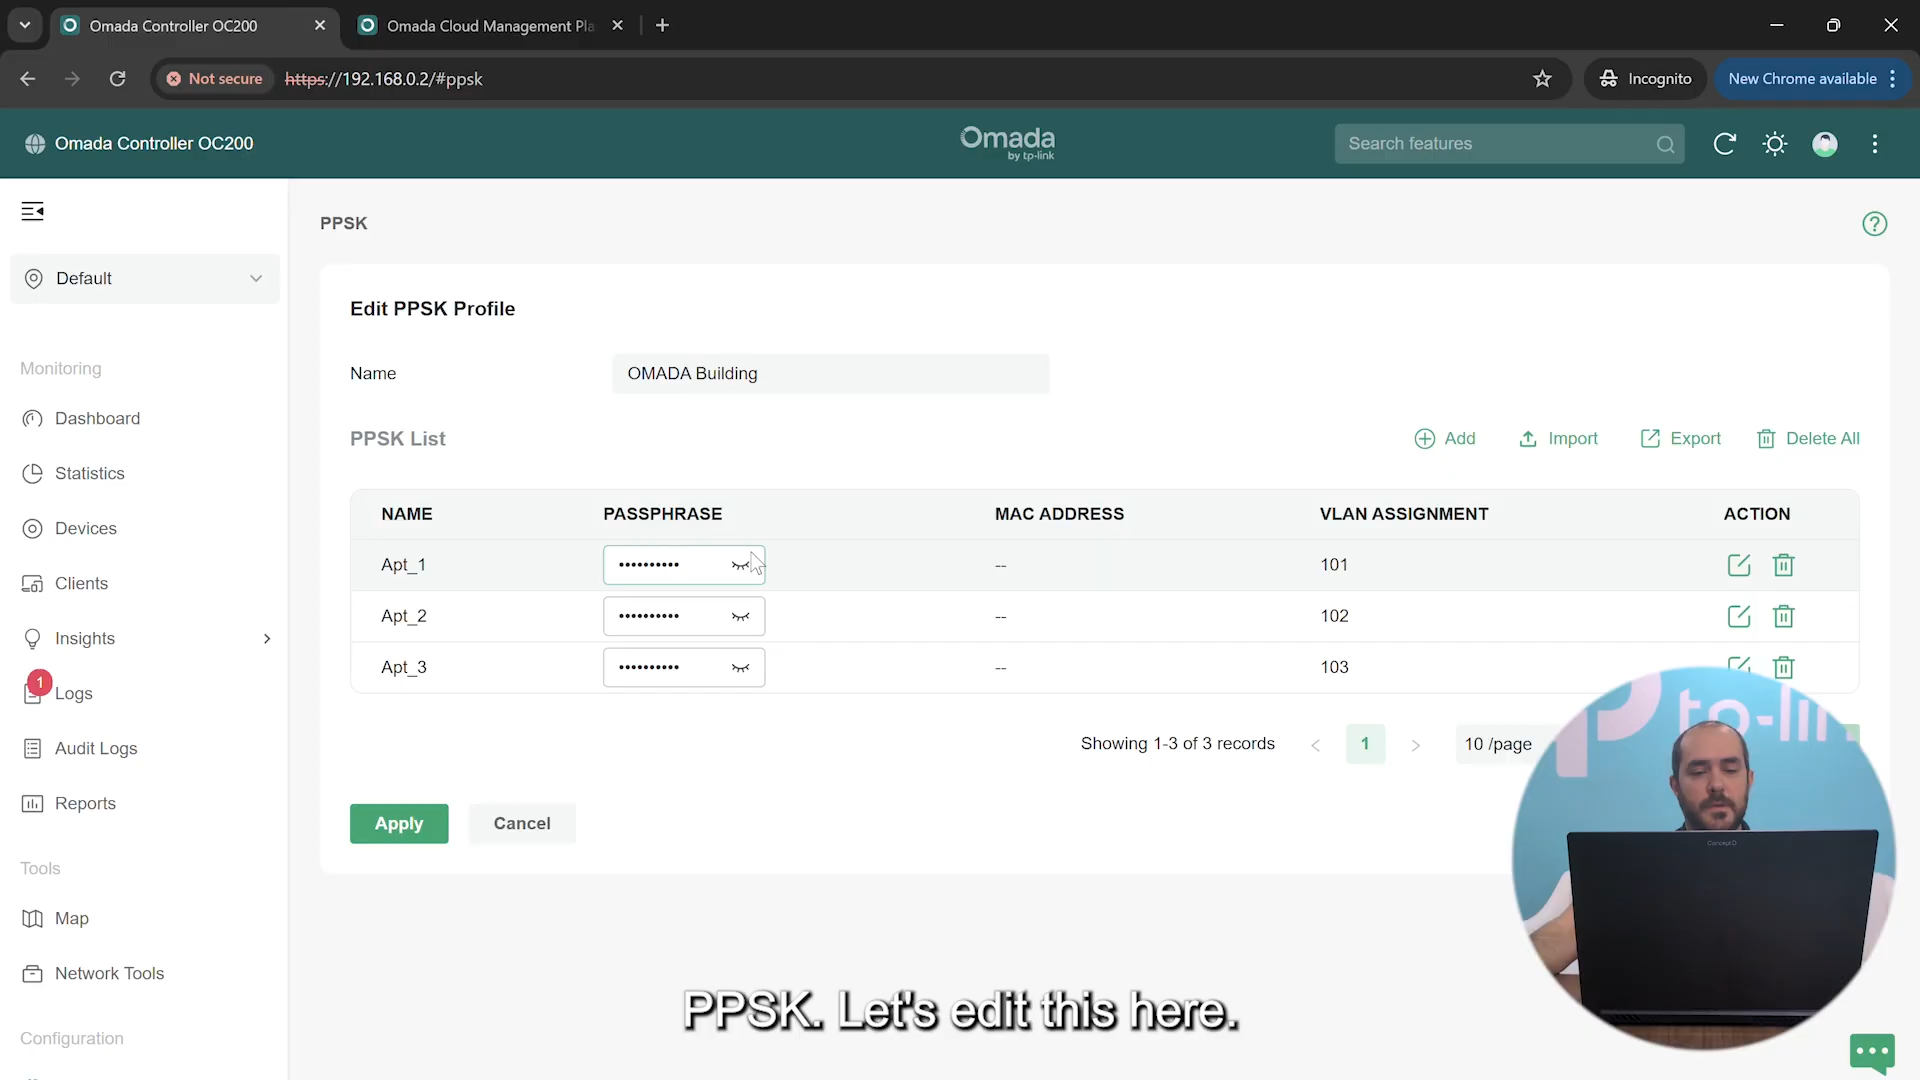 Omada Controller OC200
Omada Cloud Management Pla
Not secure
https://192.168.0.2/#ppsk
Incognito
New Chrome available
Omada Controller OC200
Omada
by tp-link
Search features
Default
PPSK
Edit PPSK Profile
Name
OMADA Building
PPSK List
Add
Import
Export
Delete All
NAME
PASSPHRASE
MAC ADDRESS
VLAN ASSIGNMENT
ACTION
Apt_1
••••••••••
--
101
Apt_2
••••••••••
--
102
Apt_3
••••••••••
--
103
Showing 1-3 of 3 records
<
1
>
10 /page
Apply
Cancel
Monitoring
Dashboard
Statistics
Devices
Clients
Insights
1
Logs
Audit Logs
Reports
Tools
Map
Network Tools
Configuration
tp-lin
ConceptD
PPSK. Let's edit this here.